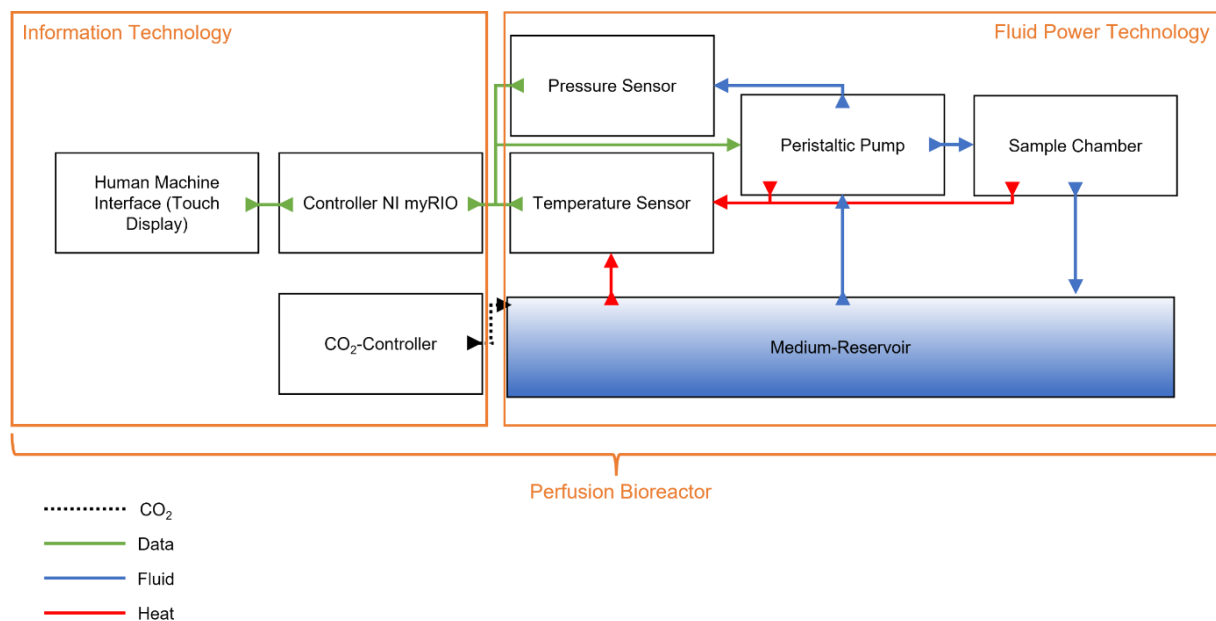 Information Technology
Fluid Power Technology
Pressure Sensor
Peristaltic Pump
Sample Chamber
Human Machine
Interface (Touch
Display)
Controller NI myRIO
Temperature Sensor
CO₂-Controller
Medium-Reservoir
Perfusion Bioreactor
CO₂
Data
Fluid
Heat